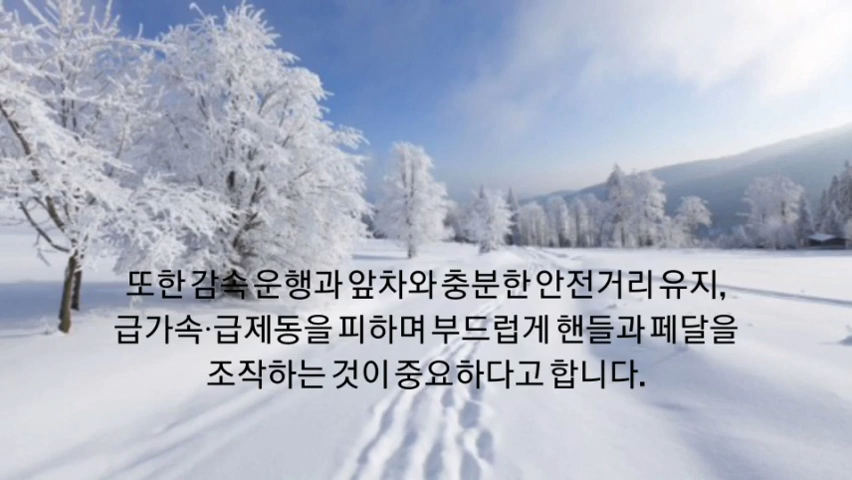 또한 감속 운행과 앞차와 충분한 안전거리 유지,
급가속·급제동을 피하며 부드럽게 핸들과 페달을
조작하는 것이 중요하다고 합니다.